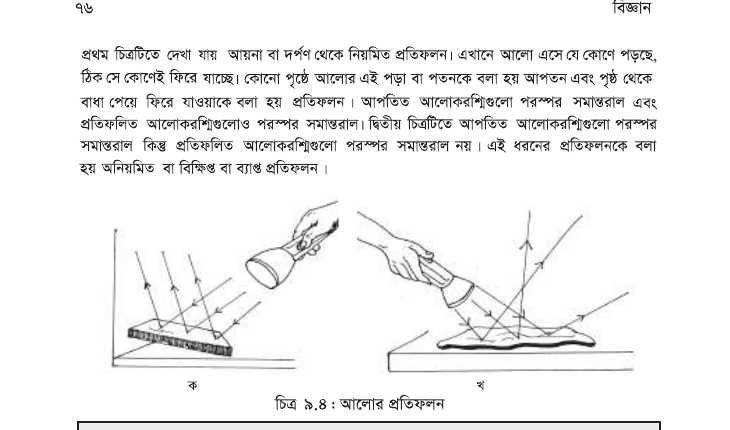 ৭৬ বিজ্ঞান
প্রথম চিত্রটিতে দেখা যায় আয়না বা দর্পণ থেকে নিয়মিত প্রতিফলন। এখানে আলো এসে যে কোণে পড়ছে,
ঠিক সে কোণেই ফিরে যাচ্ছে। কোনো পৃষ্ঠে আলোর এই পড়া বা পতনকে বলা হয় আপতন এবং পৃষ্ঠ থেকে
বাধা পেয়ে ফিরে যাওয়াকে বলা হয় প্রতিফলন। আপতিত আলোকরশ্মিগুলো পরস্পর সমান্তরাল এবং
প্রতিফলিত আলোকরশ্মিগুলোও পরস্পর সমান্তরাল। দ্বিতীয় চিত্রটিতে আপতিত আলোকরশ্মিগুলো পরস্পর
সমান্তরাল কিন্তু প্রতিফলিত আলোকরশ্মিগুলো পরস্পর সমান্তরাল নয়। এই ধরনের প্রতিফলনকে বলা
হয় অনিয়মিত বা বিক্ষিপ্ত বা ব্যাপ্ত প্রতিফলন।
ক খ
চিত্র ৯.৪ : আলোর প্রতিফলন